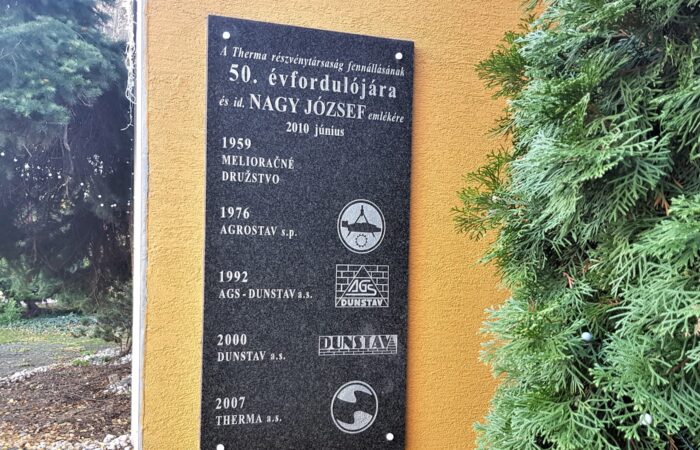 A Therma részvénytársaság fennállásának
50. évfordulójára
és id. NAGY JÓZSEF emlékére
2010 június
1959
MELIORAČNÉ
DRUŽSTVO
1976
AGROSTAV s.p.
1992
AGS - DUNSTAV a.s.
AGS
DUNSTAV
2000
DUNSTAV a.s.
DUNSTAV
2007
THERMA a.s.